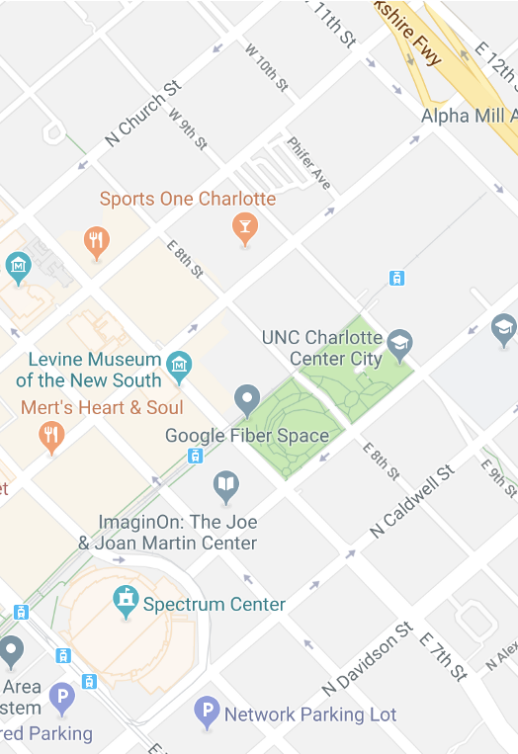 11th St
kshire Fwy
E 12th S
W 10th St
N Church St
Alpha Mill A
W 9th St
Phifer Ave
Sports One Charlotte
E 8th St
UNC Charlotte
Center City
Levine Museum
of the New South
Mert's Heart & Soul
Google Fiber Space
E 8th St
E 9th St
et
N Caldwell St
ImaginOn: The Joe
& Joan Martin Center
Spectrum Center
N Davidson St
E 7th St
N Alex
Area
stem
P
P
Network Parking Lot
red Parking
E